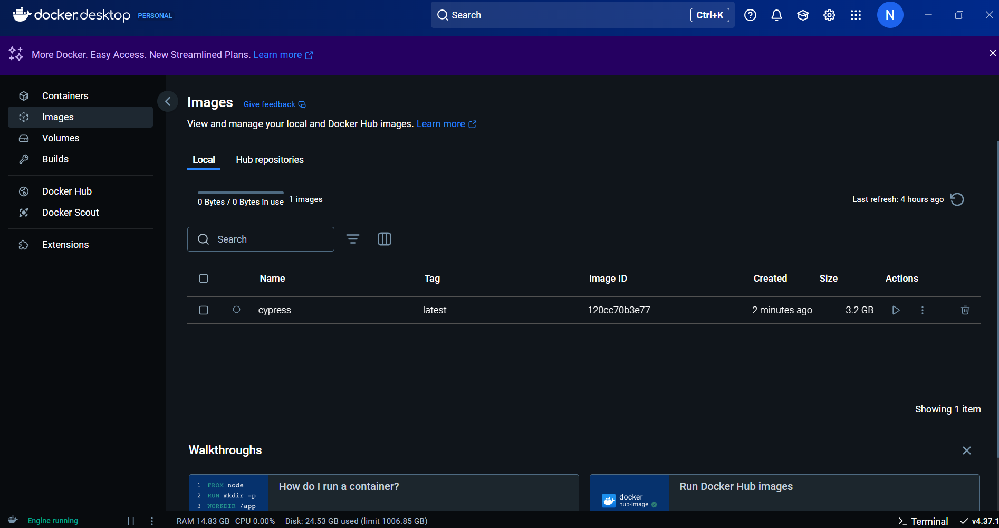 docker.desktop PERSONAL
Search Ctrl+K
N
More Docker. Easy Access. New Streamlined Plans. Learn more
Containers
Images
Volumes
Builds
Docker Hub
Docker Scout
Extensions
Images Give feedback
View and manage your local and Docker Hub images. Learn more
Local Hub repositories
0 Bytes / 0 Bytes in use 1 images
Last refresh: 4 hours ago
Search
Name Tag Image ID Created Size Actions
cypress latest 120cc70b3e77 2 minutes ago 3.2 GB
Showing 1 item
Walkthroughs
1 FROM node
2 RUN mkdir -p
3 WORKDIR /app
How do I run a container?
docker
hub-image
Run Docker Hub images
Engine running RAM 14.83 GB CPU 0.00% Disk: 24.53 GB used (limit 1006.85 GB) Terminal v4.37.1